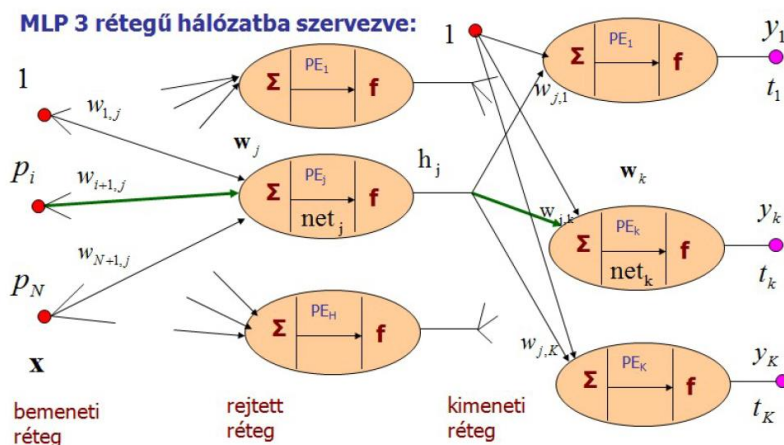 MLP 3 rétegű hálózatba szervezve:
1
w1,j
pi
wi+1,j
pN
wN+1,j
x
bemeneti
réteg
Σ PE1 f
wj
Σ PEj f
netj
hj
Σ PEH f
rejtett
réteg
1
wj,1
wj,k
wj,K
kimeneti
réteg
Σ PE1 f
y1
t1
wk
Σ PEk f
netk
yk
tk
Σ PEK f
yK
tK